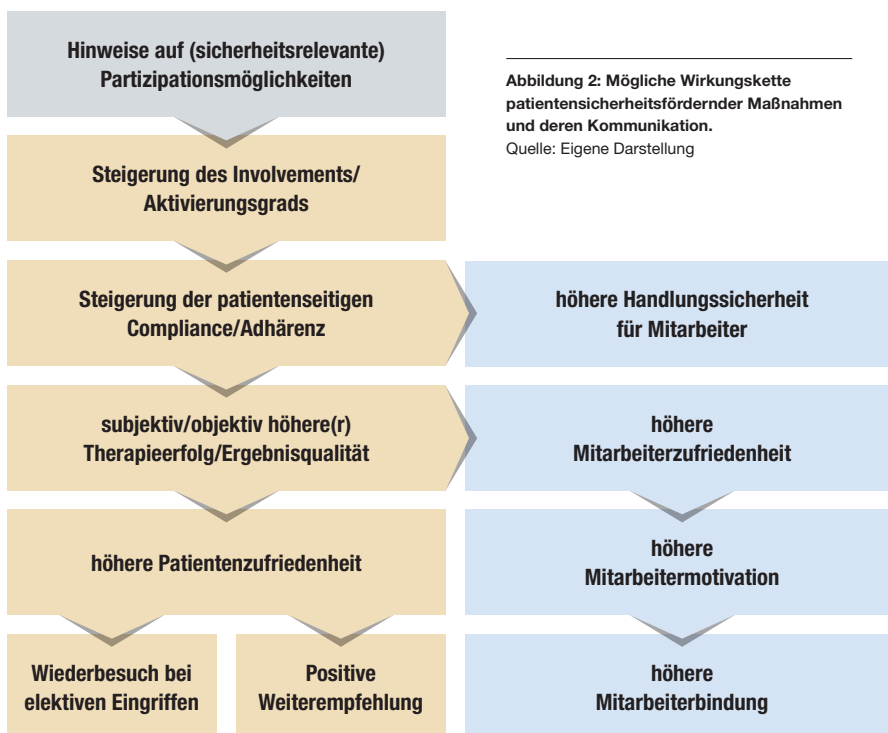 Hinweise auf (sicherheitsrelevante)
Partizipationsmöglichkeiten
Abbildung 2: Mögliche Wirkungskette
patientensicherheitsfördernder Maßnahmen
und deren Kommunikation.
Quelle: Eigene Darstellung
Steigerung des Involvements/
Aktivierungsgrads
Steigerung der patientenseitigen
Compliance/Adhärenz
höhere Handlungssicherheit
für Mitarbeiter
subjektiv/objektiv höhere(r)
Therapieerfolg/Ergebnisqualität
höhere
Mitarbeiterzufriedenheit
höhere Patientenzufriedenheit
höhere
Mitarbeitermotivation
Wiederbesuch bei
elektiven Eingriffen
Positive
Weiterempfehlung
höhere
Mitarbeiterbindung